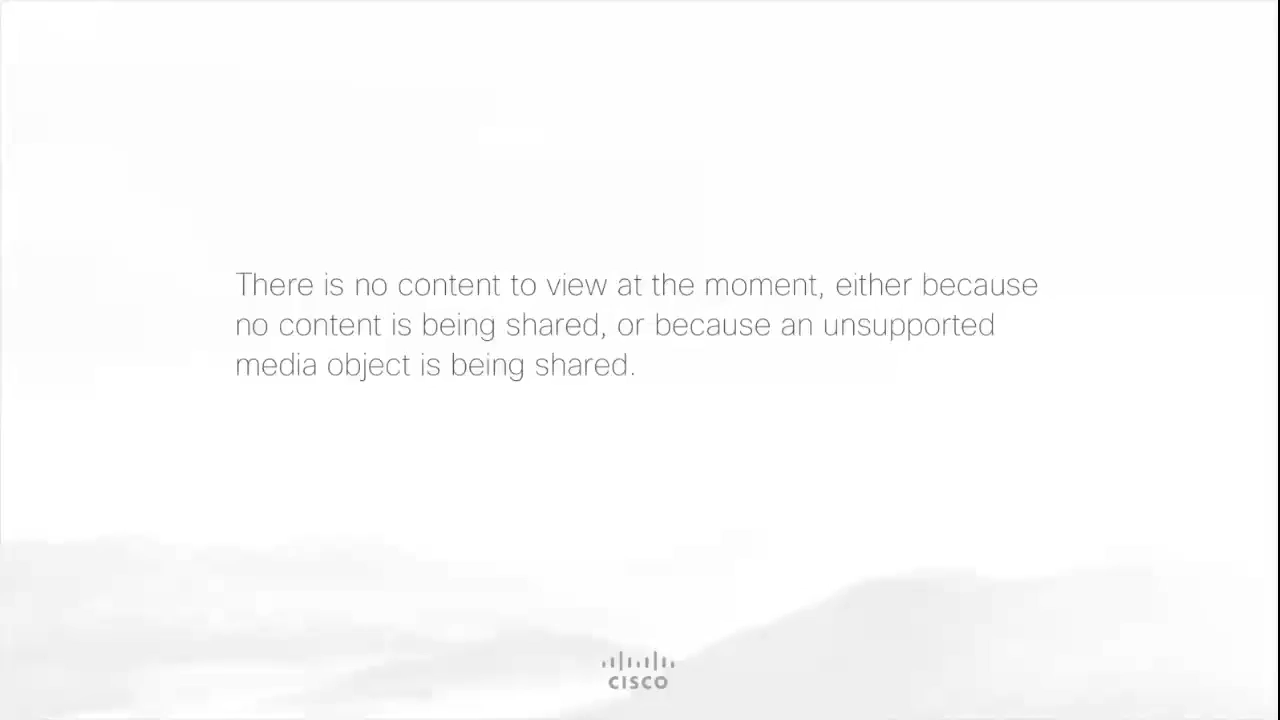 There is no content to view at the moment, either because
no content is being shared, or because an unsupported
media object is being shared.
CISCO